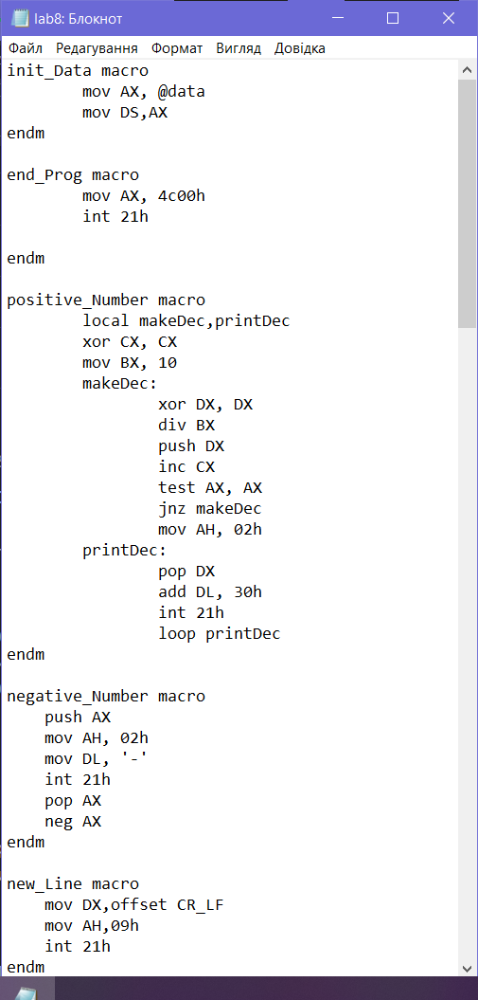 lab8: Блокнот
Файл Редагування Формат Вигляд Довідка
init_Data macro
        mov AX, @data
        mov DS,AX
endm

end_Prog macro
        mov AX, 4c00h
        int 21h

endm

positive_Number macro
        local makeDec,printDec
        xor CX, CX
        mov BX, 10
        makeDec:
                xor DX, DX
                div BX
                push DX
                inc CX
                test AX, AX
                jnz makeDec
                mov AH, 02h
        printDec:
                pop DX
                add DL, 30h
                int 21h
                loop printDec
endm

negative_Number macro
    push AX
    mov AH, 02h
    mov DL, '-'
    int 21h
    pop AX
    neg AX
endm

new_Line macro
    mov DX,offset CR_LF
    mov AH,09h
    int 21h
endm